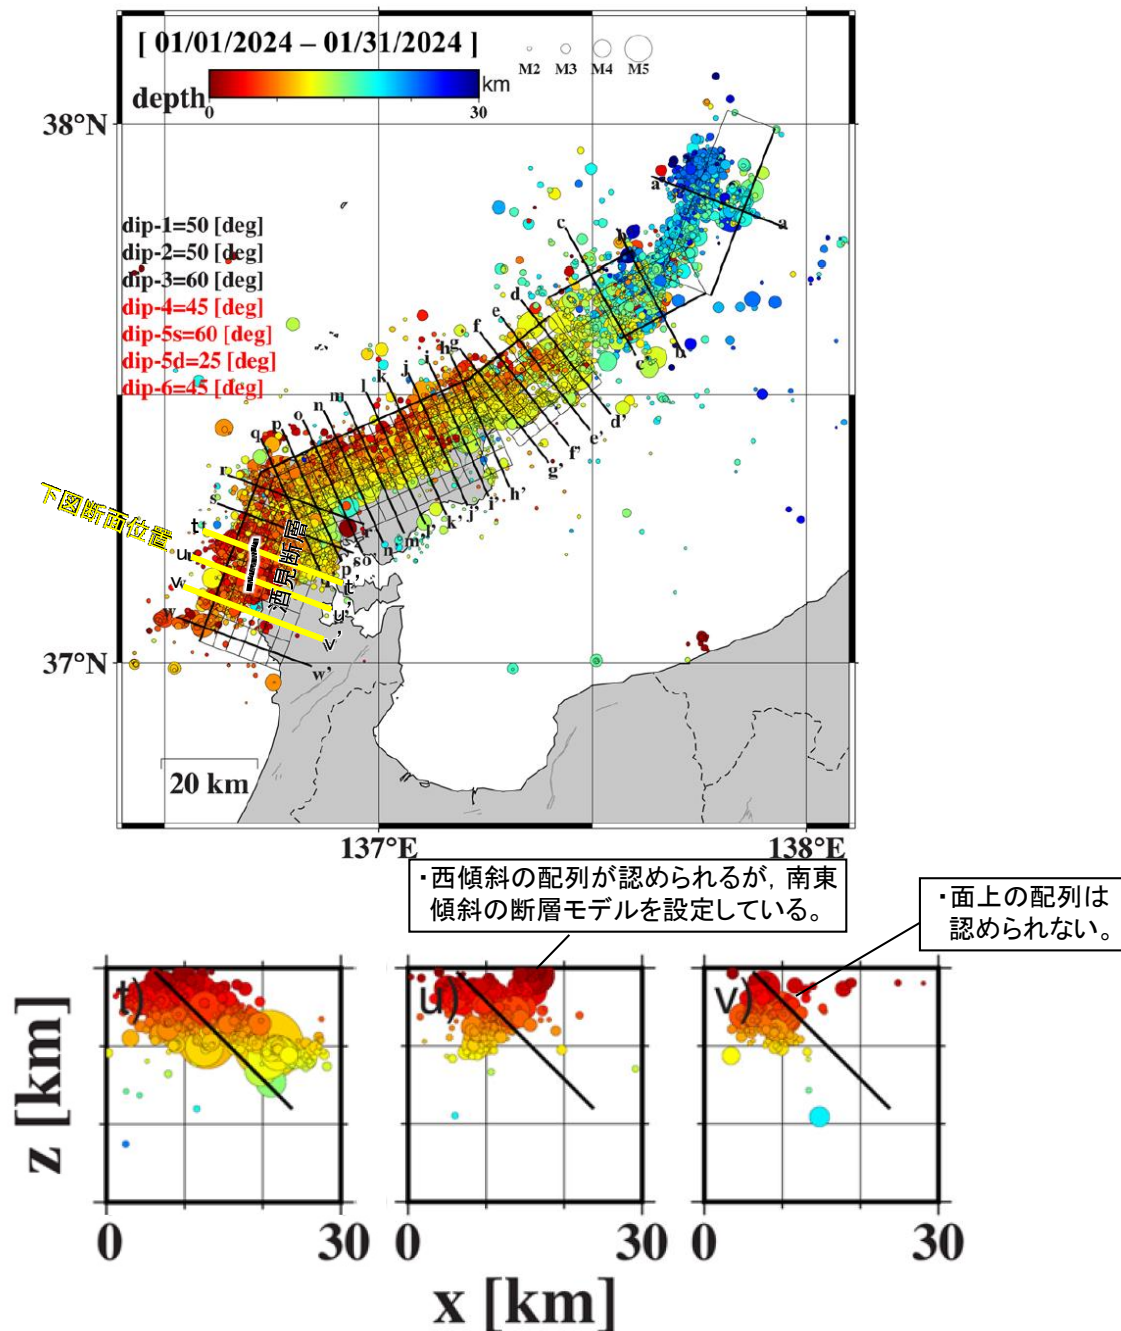 [ 01/01/2024 – 01/31/2024 ]
M2 M3 M4 M5
depth
km
0 30
38°N
dip-1=50 [deg]
dip-2=50 [deg]
dip-3=60 [deg]
dip-4=45 [deg]
dip-5s=60 [deg]
dip-5d=25 [deg]
dip-6=45 [deg]
a' a
c b
d
e
f
g
h
i
j
k
l
m
n
o
p
q
r
s
t
u
v
w
c' b'
d'
e'
f'
g'
h'
i'
j'
k'
l'
m'
n'
p'
t'
u'
v'
w'
下図断面位置
酒見断層
37°N
20 km
137°E 138°E
・西傾斜の配列が認められるが，南東
傾斜の断層モデルを設定している。
・面上の配列は
認められない。
t) u) v)
z [km]
0 30 0 30 0 30
x [km]